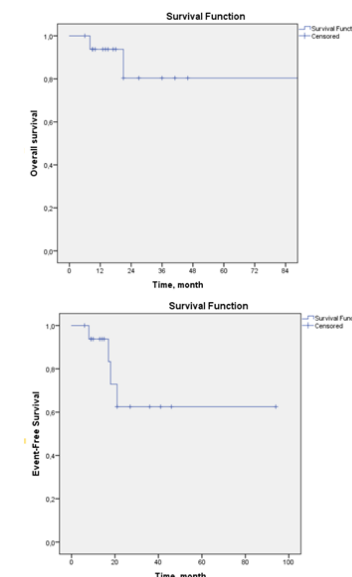 Survival Function
Survival Funct
Censored
1,0
0,8
0,6
0,4
0,2
0,0
Overall survival
0 12 24 36 48 60 72 84
Time, month
Survival Function
Survival Func
Censored
1,0
0,8
0,6
0,4
0,2
0,0
Event-Free Survival
0 20 40 60 80 100
Time, month